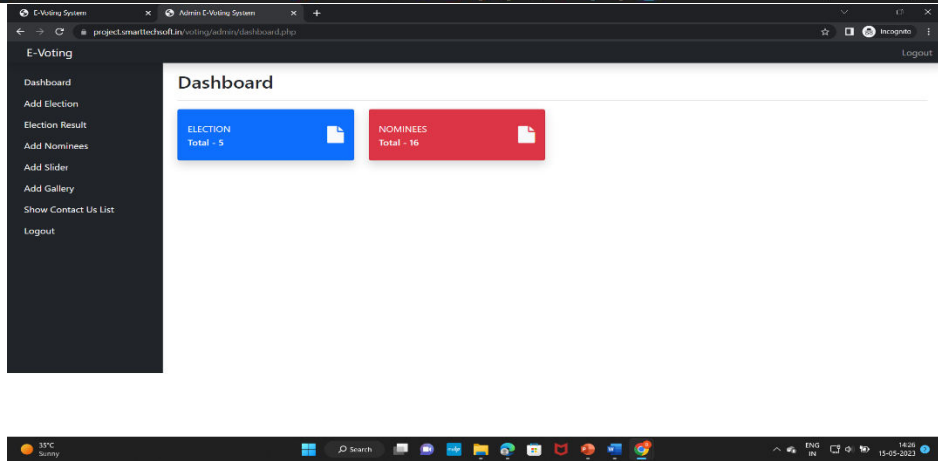 E-Voting System
Admin E-Voting System
project.smarttechsoft.in/voting/admin/dashboard.php
Incognito
E-Voting
Logout
Dashboard
Add Election
Election Result
Add Nominees
Add Slider
Add Gallery
Show Contact Us List
Logout
Dashboard
ELECTION
Total - 5
NOMINEES
Total - 16
35°C
Sunny
Search
ENG
IN
14:26
15-05-2023